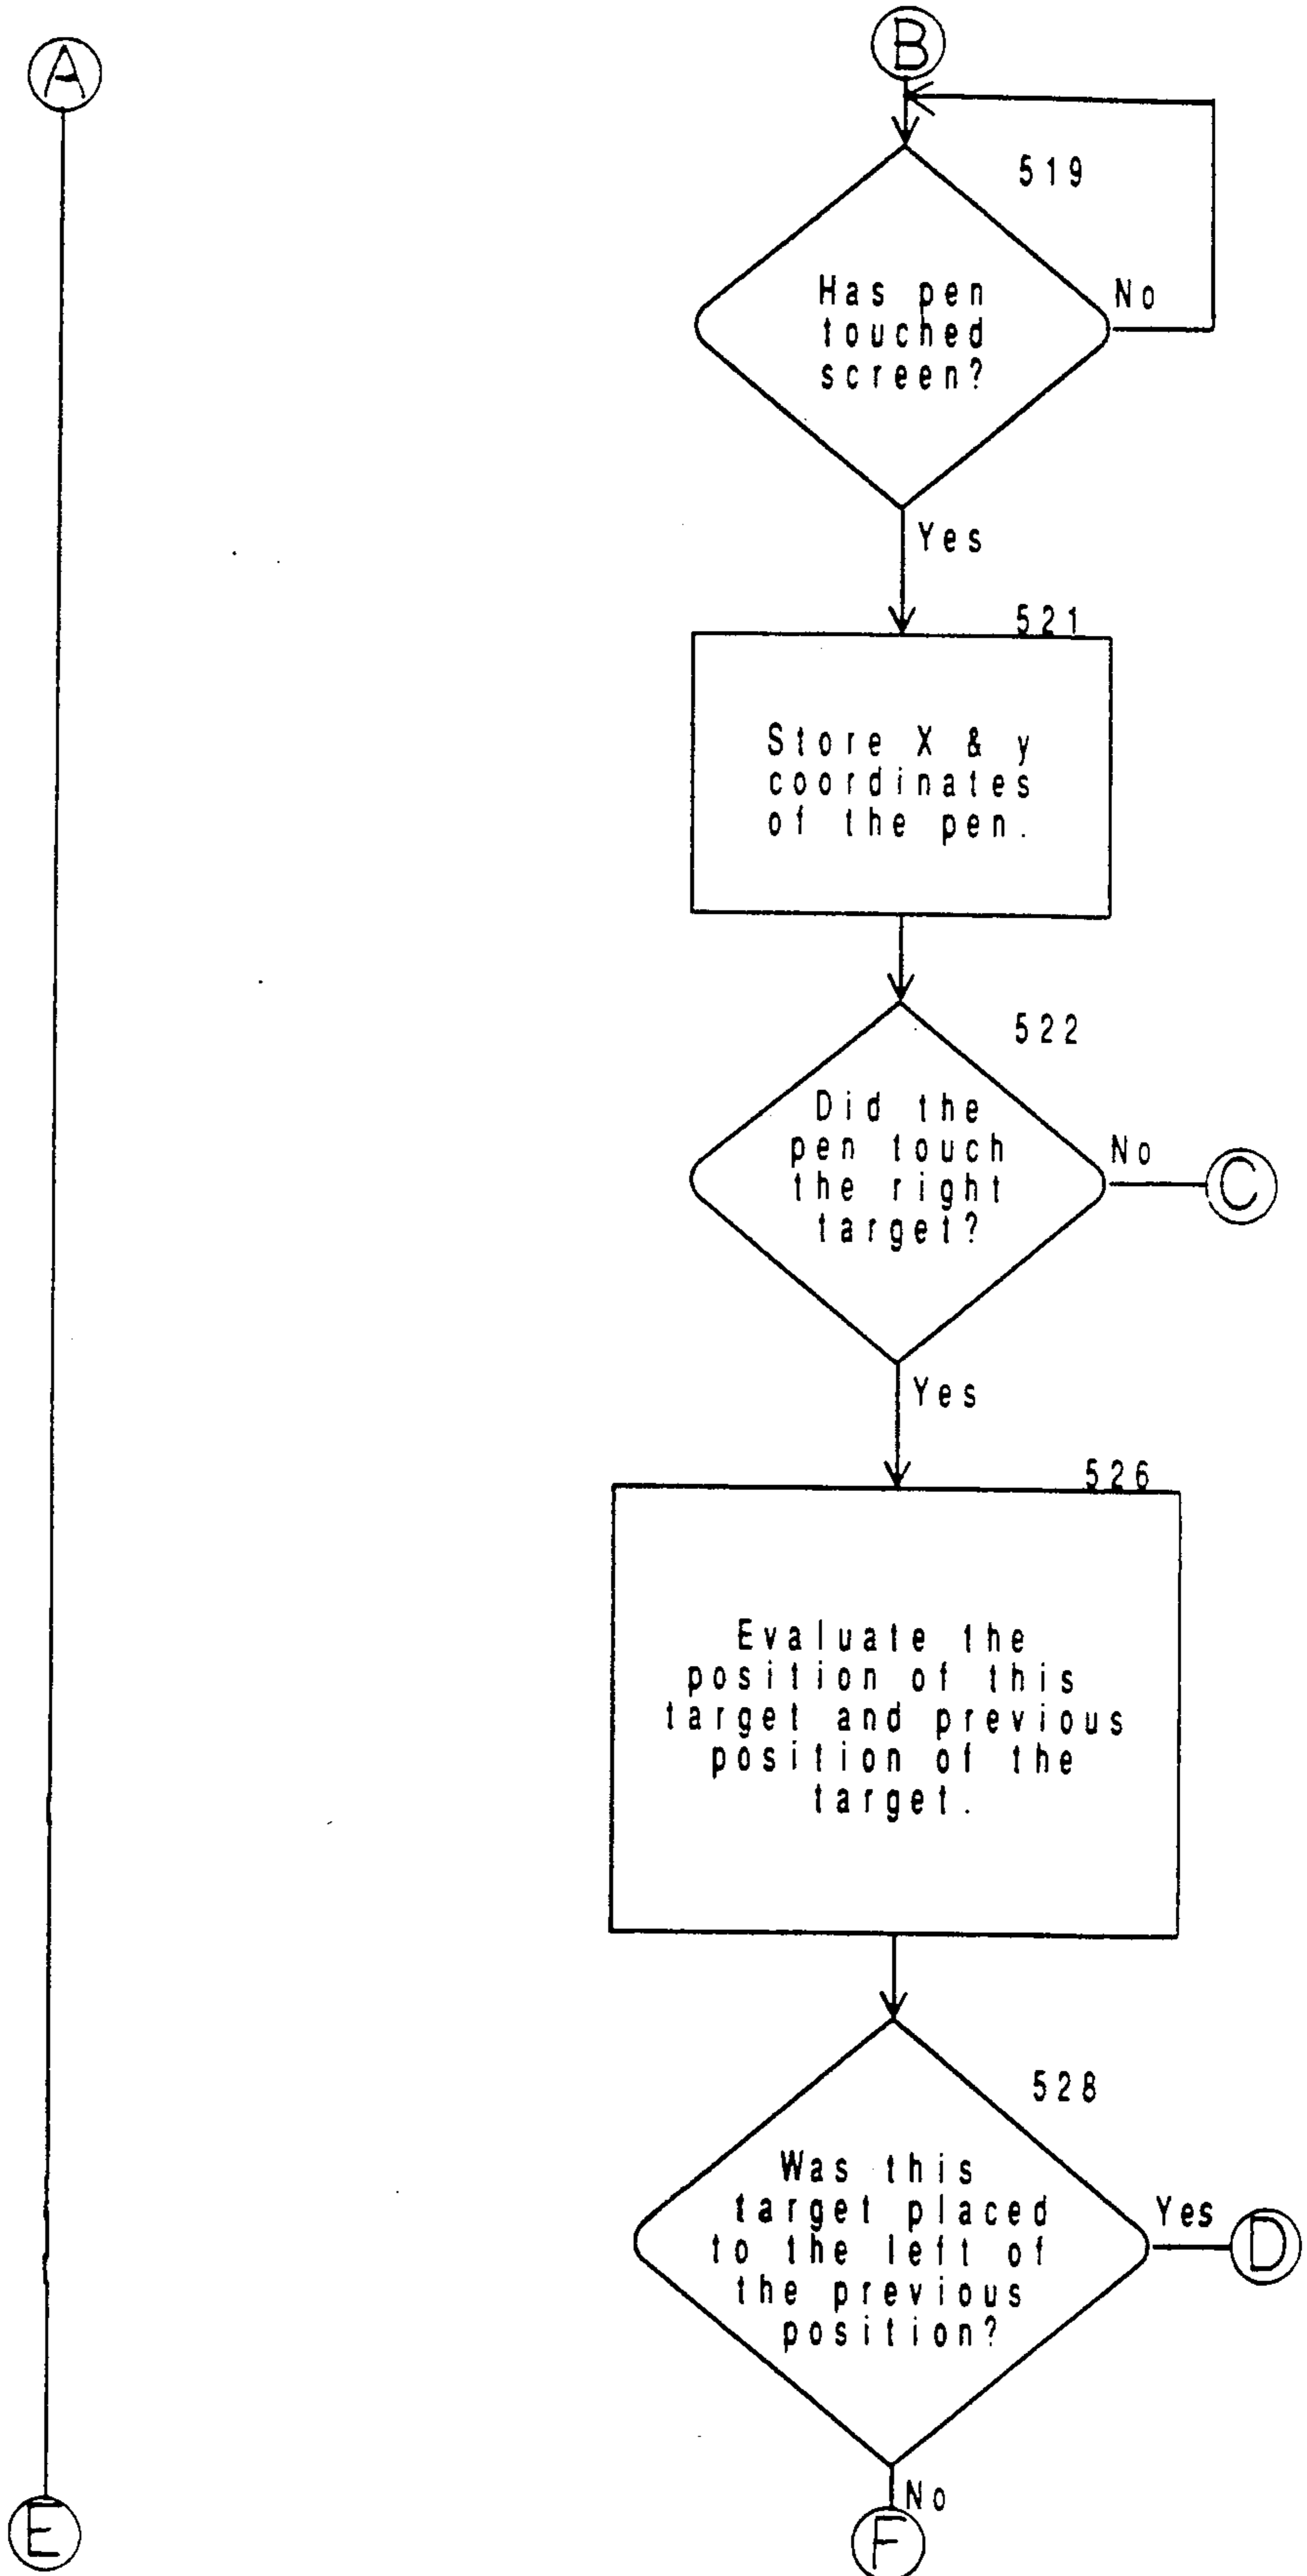 A
B
519
Has pen
touched
screen?
No
Yes
521
Store X & y
coordinates
of the pen.
522
Did the
pen touch
the right
target?
No
C
Yes
526
Evaluate the
position of this
target and previous
position of the
target.
528
Was this
target placed
to the left of
the previous
position?
Yes
D
No
E
F